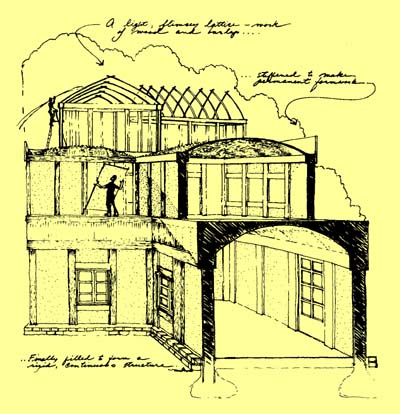 A light, flimsy lattice-work
of wood and burlap....
...stiffened to make
permanent formwork
...Finally filled to form a
rigid, continuous structure